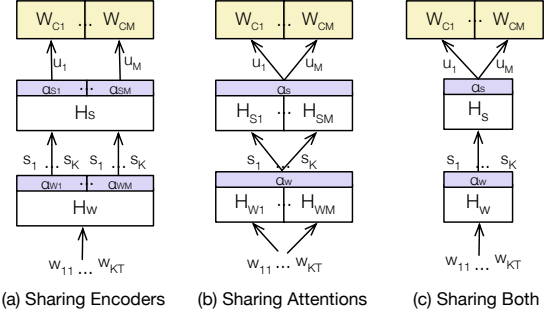 W_C1 ... W_CM
u_1 u_M
α_S1 ... α_SM
H_S
s_1 ... s_K s_1 ... s_K
α_W1 ... α_WM
H_W
w_11 ... w_KT
(a) Sharing Encoders
W_C1 ... W_CM
u_1 u_M
α_s
H_S1 ... H_SM
s_1 ... s_K
α_w
H_W1 ... H_WM
w_11 ... w_KT
(b) Sharing Attentions
W_C1 ... W_CM
u_1 u_M
α_s
H_s
s_1 ... s_K
α_w
H_w
w_11 ... w_KT
(c) Sharing Both